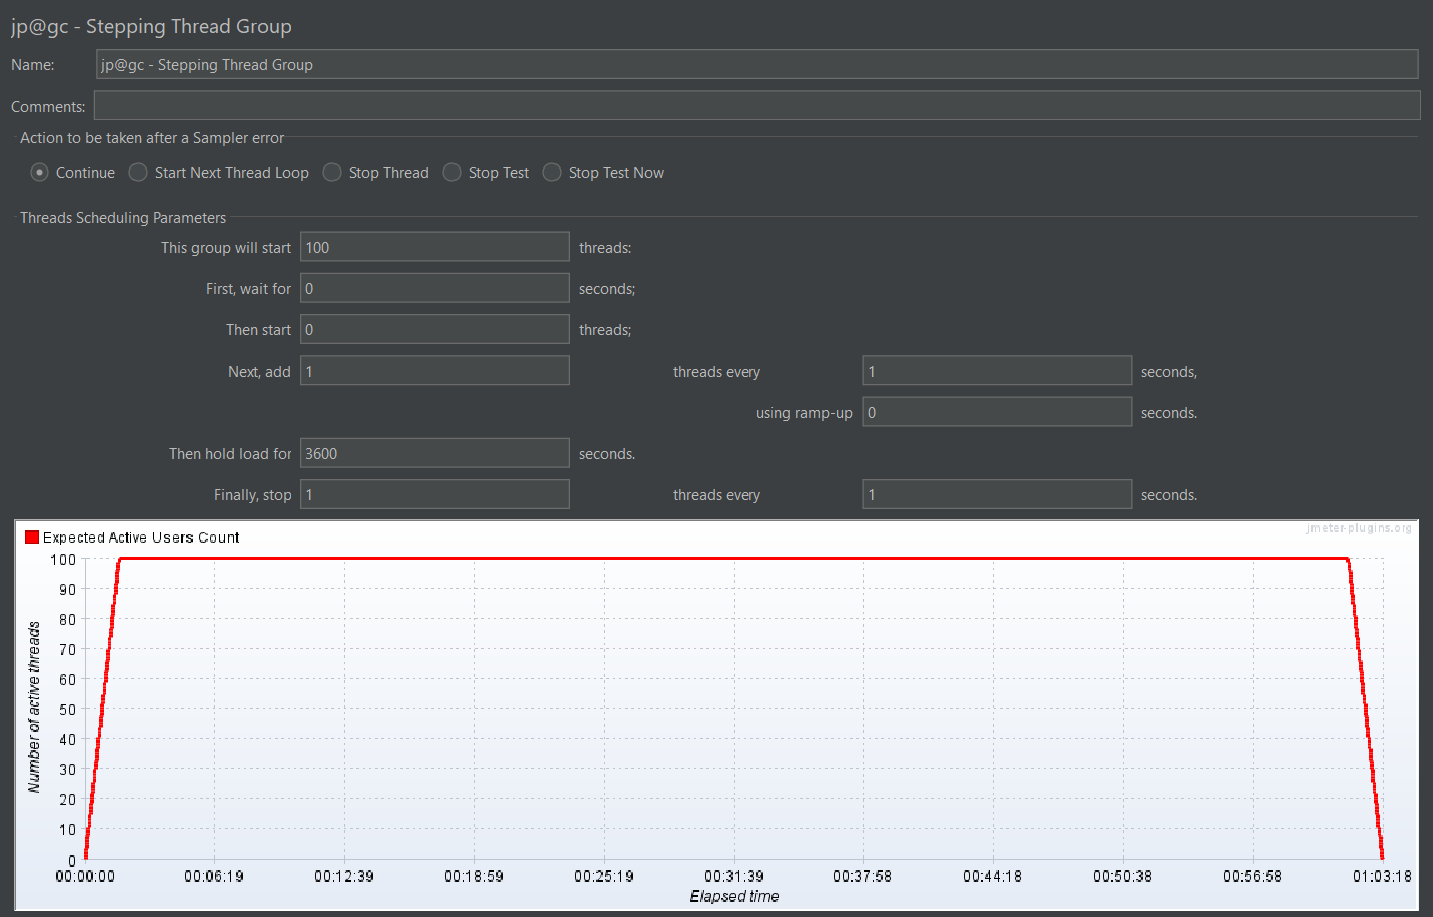 jp@gc - Stepping Thread Group
Name: jp@gc - Stepping Thread Group
Comments:
Action to be taken after a Sampler error
Continue Start Next Thread Loop Stop Thread Stop Test Stop Test Now
Threads Scheduling Parameters
This group will start 100 threads:
First, wait for 0 seconds;
Then start 0 threads;
Next, add 1 threads every 1 seconds,
using ramp-up 0 seconds.
Then hold load for 3600 seconds.
Finally, stop 1 threads every 1 seconds.
jmeter-plugins.org
Expected Active Users Count
100
90
80
70
60
50
40
30
20
10
0
Number of active threads
00:00:00 00:06:19 00:12:39 00:18:59 00:25:19 00:31:39 00:37:58 00:44:18 00:50:38 00:56:58 01:03:18
Elapsed time